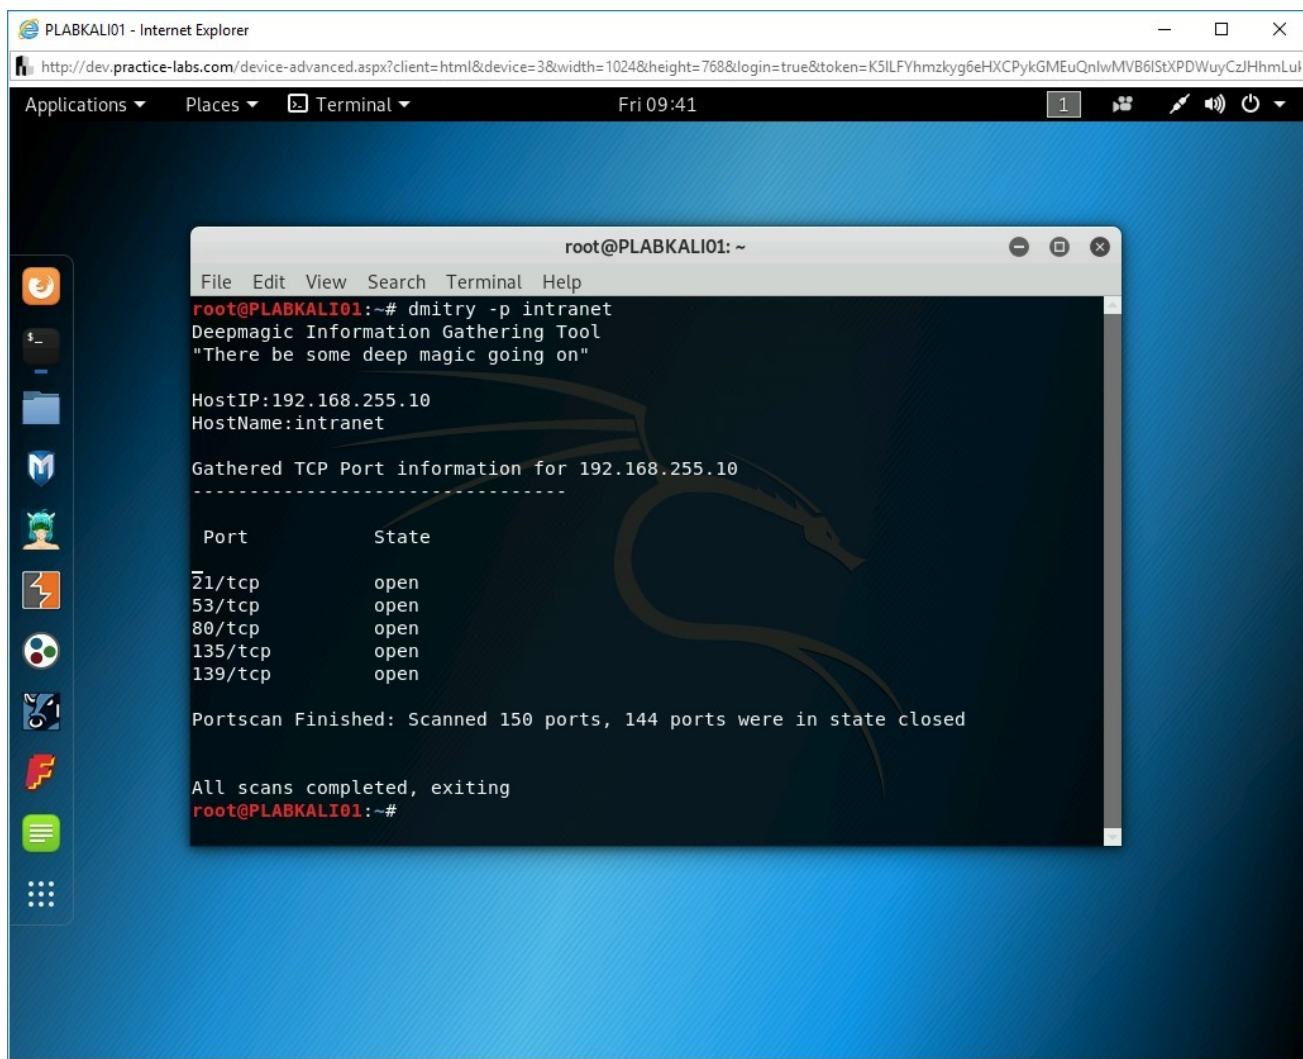 PLABKALI01 - Internet Explorer
http://dev.practice-labs.com/device-advanced.aspx?client=html&device=3&width=1024&height=768&login=true&token=
Applications Places Terminal Fri 09:41 1
root@PLABKALI01: ~
File Edit View Search Terminal Help
root@PLABKALI01:~# dmitry -p intranet
Deepmagic Information Gathering Tool
"There be some deep magic going on"
HostIP:192.168.255.10
HostName:intranet
Gathered TCP Port information for 192.168.255.10
---------------------------------
Port State
21/tcp open
53/tcp open
80/tcp open
135/tcp open
139/tcp open
Portscan Finished: Scanned 150 ports, 144 ports were in state closed
All scans completed, exiting
root@PLABKALI01:~#